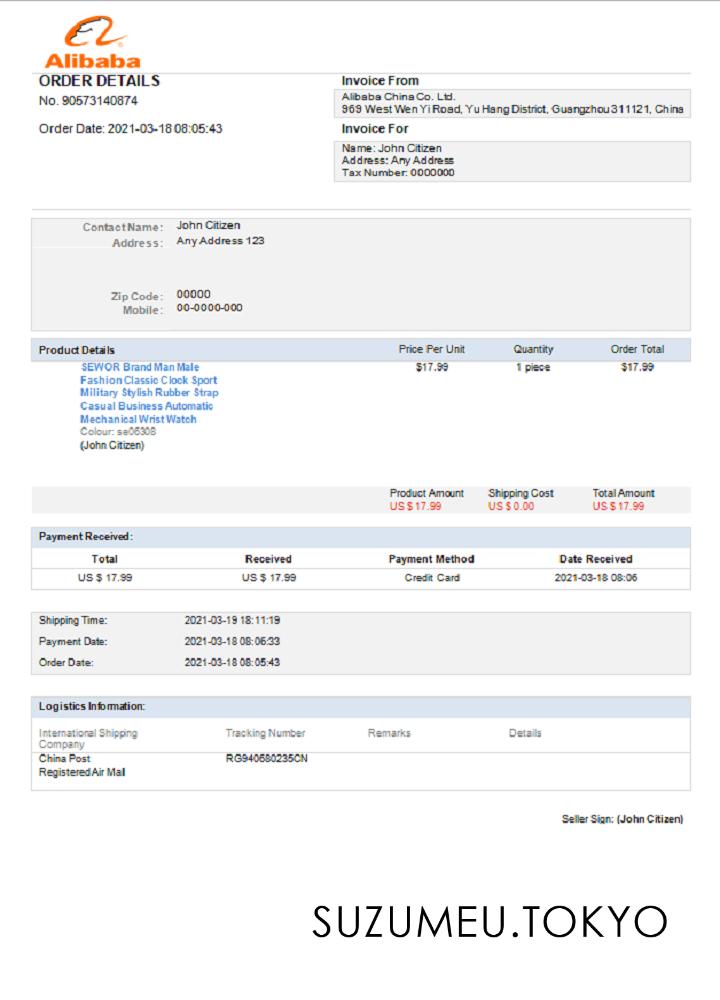 Alibaba
ORDER DETAILS
No. 90573140874
Order Date: 2021-03-18 08:05:43
Invoice From
Alibaba China Co. Ltd.
969 West Wen Yi Road, Yu Hang District, Guangzhou 311121, China
Invoice For
Name: John Citizen
Address: Any Address
Tax Number: 0000000
Contact Name: John Citizen
Address: Any Address 123
Zip Code: 00000
Mobile: 00-0000-000
Product Details Price Per Unit Quantity Order Total
SEWOR Brand Man Male $17.99 1 piece $17.99
Fashion Classic Clock Sport
Military Stylish Rubber Strap
Casual Business Automatic
Mechanical Wrist Watch
Colour: se06308
(John Citizen)
Product Amount Shipping Cost Total Amount
US $ 17.99 US $ 0.00 US $ 17.99
Payment Received:
Total Received Payment Method Date Received
US $ 17.99 US $ 17.99 Credit Card 2021-03-18 08:06
Shipping Time: 2021-03-19 18:11:19
Payment Date: 2021-03-18 08:06:33
Order Date: 2021-03-18 08:05:43
Logistics Information:
International Shipping Tracking Number Remarks Details
Company
China Post RG940680235CN
Registered Air Mail
Seller Sign: (John Citizen)
SUZUMEU.TOKYO